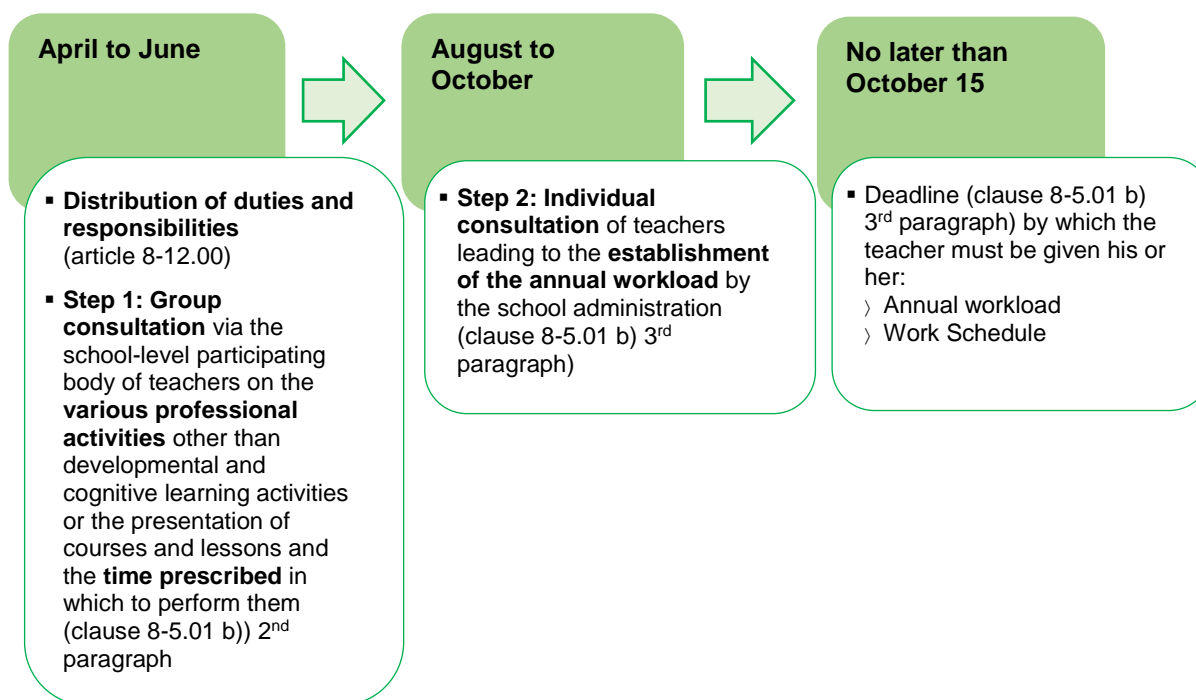 April to June
▪ Distribution of duties and
responsibilities
(article 8-12.00)
▪ Step 1: Group
consultation via the
school-level participating
body of teachers on the
various professional
activities other than
developmental and
cognitive learning activities
or the presentation of
courses and lessons and
the time prescribed in
which to perform them
(clause 8-5.01 b)) 2nd
paragraph
August to
October
▪ Step 2: Individual
consultation of teachers
leading to the establishment
of the annual workload by
the school administration
(clause 8-5.01 b) 3rd
paragraph)
No later than
October 15
▪ Deadline (clause 8-5.01 b)
3rd paragraph) by which the
teacher must be given his or
her:
〉 Annual workload
〉 Work Schedule